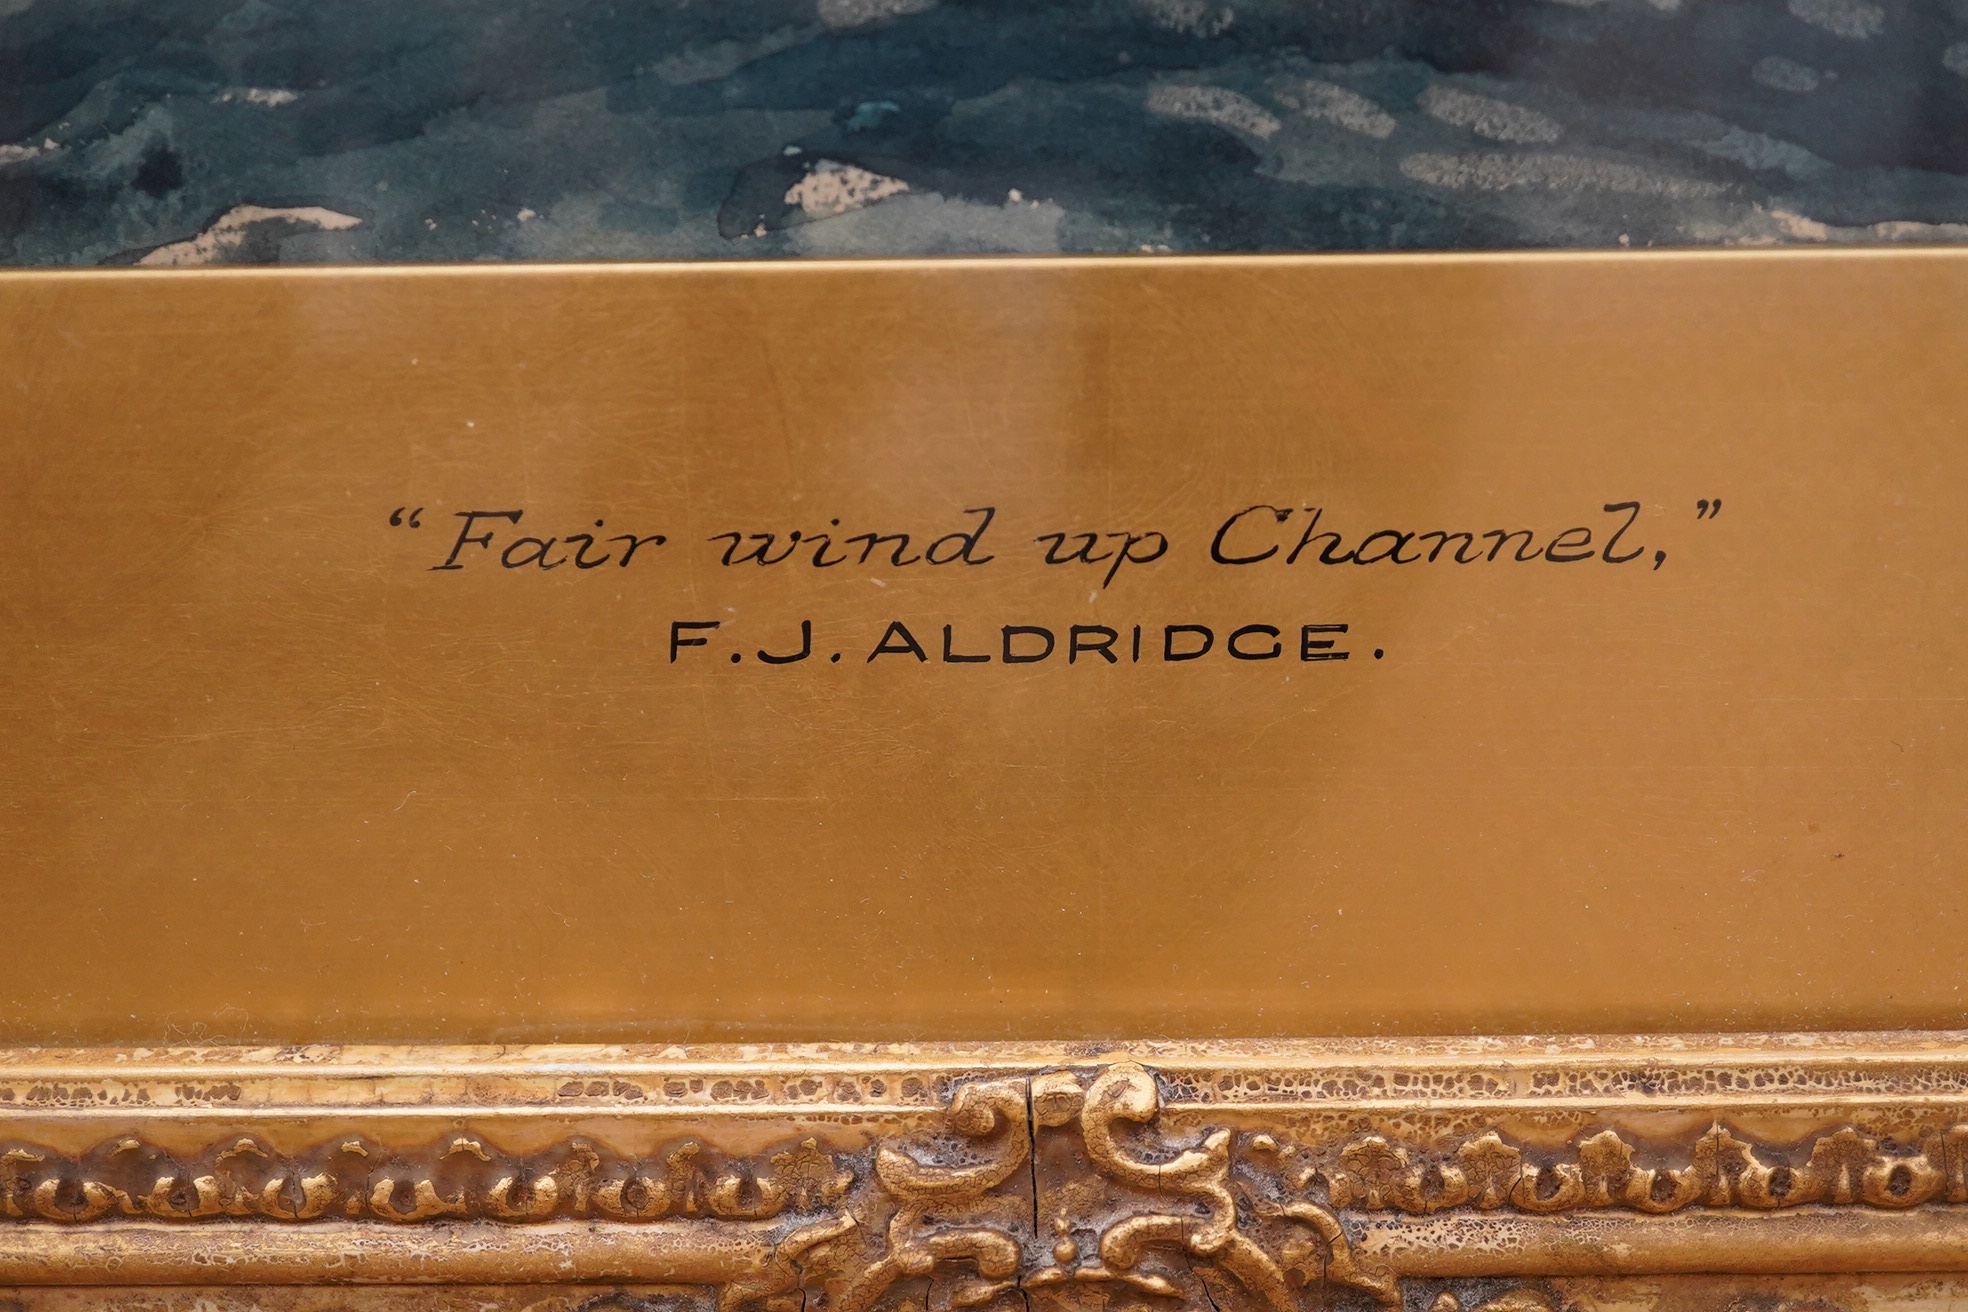 “Fair wind up Channel,”
F.J. ALDRIDGE.